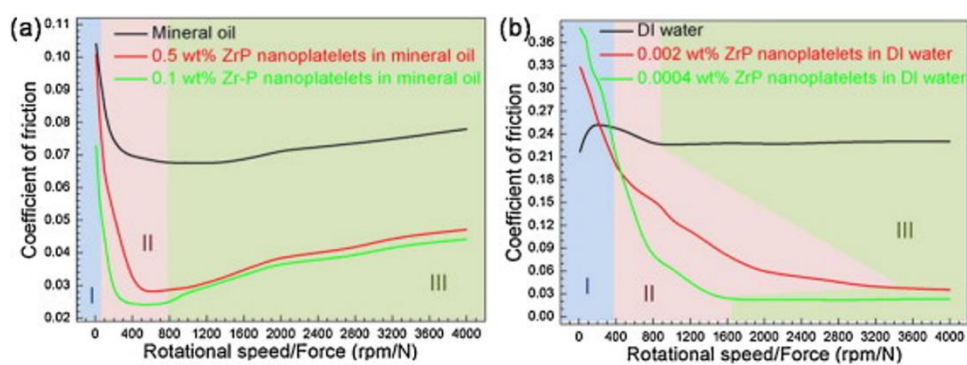 (a)
Mineral oil
0.5 wt% ZrP nanoplatelets in mineral oil
0.1 wt% Zr-P nanoplatelets in mineral oil
Coefficient of friction
0.11
0.10
0.09
0.08
0.07
0.06
0.05
0.04
0.03
0.02
I
II
III
0 400 800 1200 1600 2000 2400 2800 3200 3600 4000
Rotational speed/Force (rpm/N)
(b)
DI water
0.002 wt% ZrP nanoplatelets in DI water
0.0004 wt% ZrP nanoplatelets in DI water
Coefficient of friction
0.36
0.33
0.30
0.27
0.24
0.21
0.18
0.15
0.12
0.09
0.06
0.03
0.00
I
II
III
0 400 800 1200 1600 2000 2400 2800 3200 3600 4000
Rotational speed/Force (rpm/N)